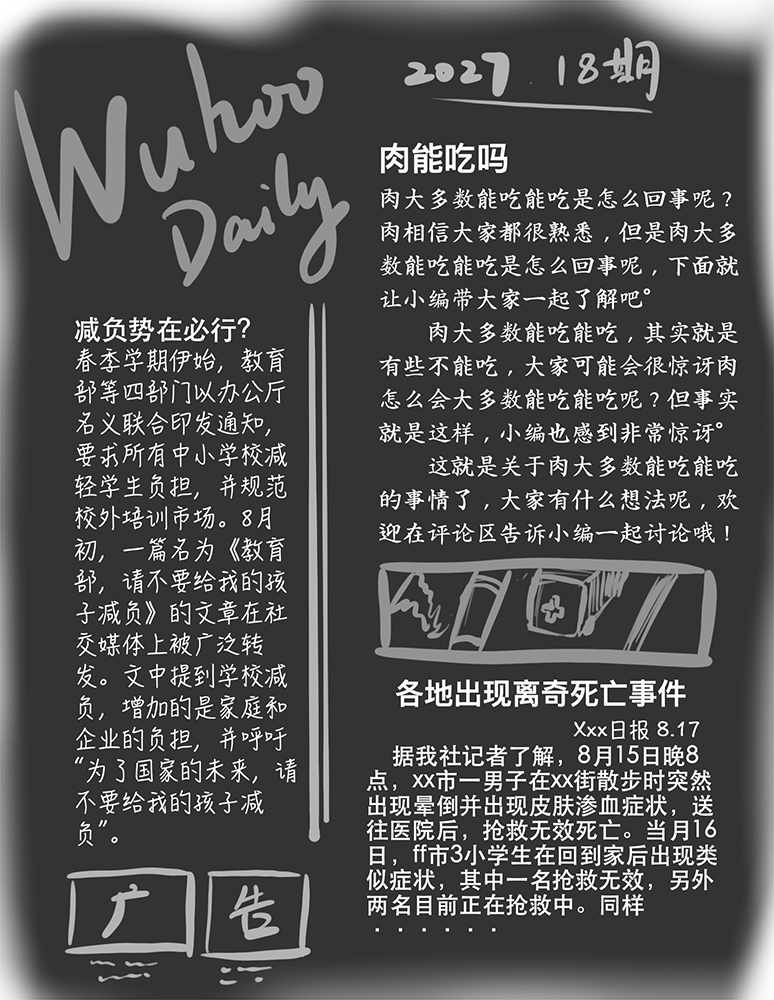 Wuhoo
Daily
2027 18期
减负势在必行?
春季学期伊始，教育
部等四部门以办公厅
名义联合印发通知，
要求所有中小学校减
轻学生负担，并规范
校外培训市场。8月
初，一篇名为《教育
部，请不要给我的孩
子减负》的文章在社
交媒体上被广泛转
发。文中提到学校减
负，增加的是家庭和
企业的负担，并呼吁
“为了国家的未来，请
不要给我的孩子减
负”。
广告
肉能吃吗
肉大多数能吃能吃是怎么回事呢？
肉相信大家都很熟悉，但是肉大多
数能吃能吃是怎么回事呢，下面就
让小编带大家一起了解吧。
肉大多数能吃能吃，其实就是
有些不能吃，大家可能会很惊讶肉
怎么会大多数能吃能吃呢？但事实
就是这样，小编也感到非常惊讶。
这就是关于肉大多数能吃能吃
的事情了，大家有什么想法呢，欢
迎在评论区告诉小编一起讨论哦！
各地出现离奇死亡事件
Xxx日报 8.17
据我社记者了解，8月15日晚8
点，xx市一男子在xx街散步时突然
出现晕倒并出现皮肤渗血症状，送
往医院后，抢救无效死亡。当月16
日，ff市3小学生在回到家后出现类
似症状，其中一名抢救无效，另外
两名目前正在抢救中。同样
······